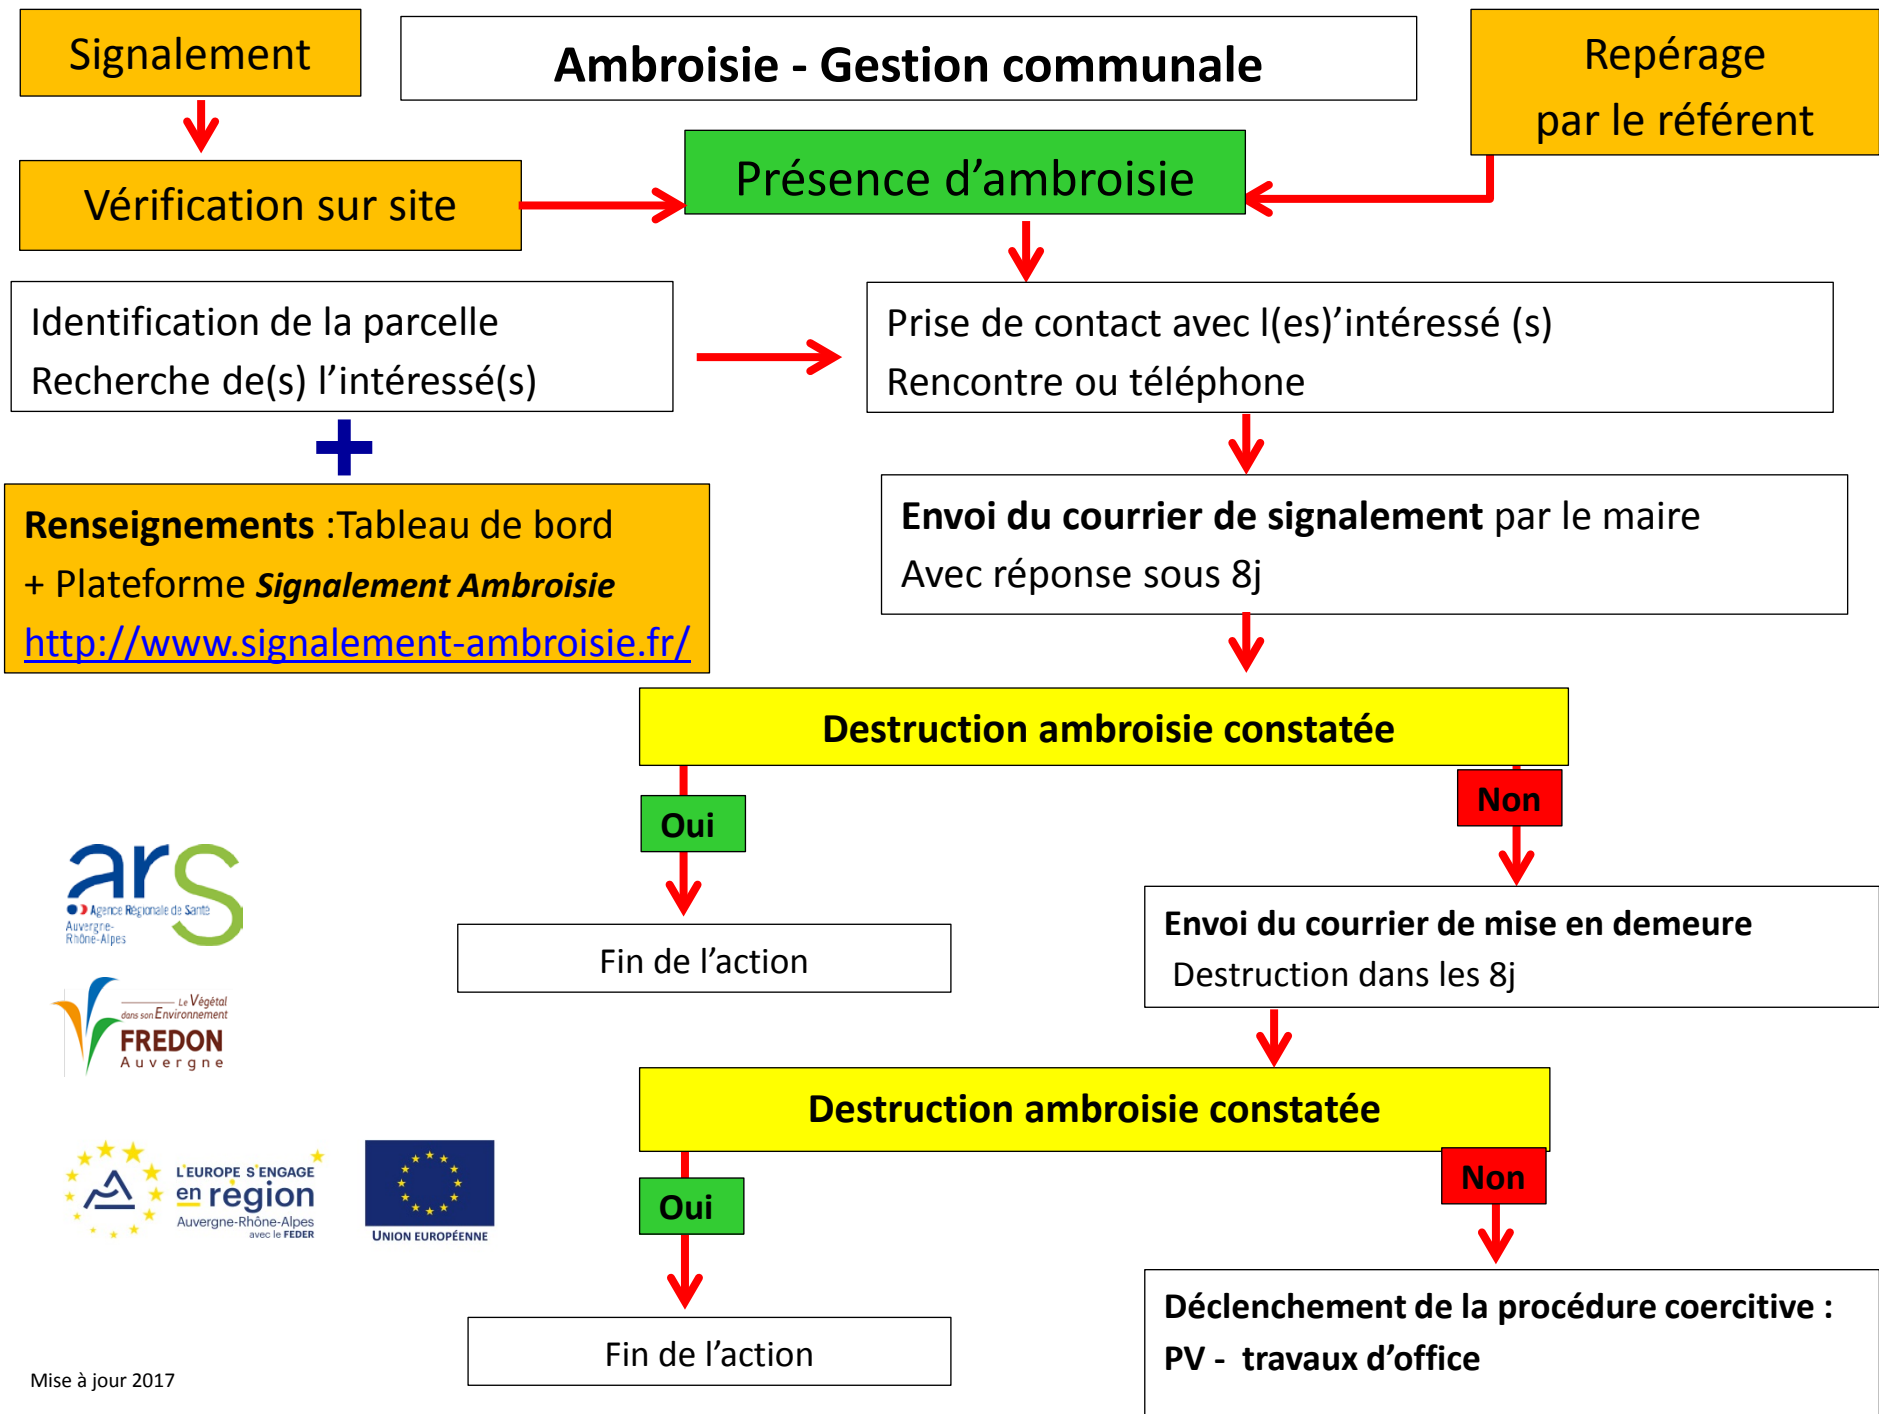 Signalement
Ambroisie - Gestion communale
Repérage
par le référent
Vérification sur site
Présence d’ambroisie
Identification de la parcelle
Recherche de(s) l’intéressé(s)
Prise de contact avec l(es)’intéressé (s)
Rencontre ou téléphone
+
Renseignements :Tableau de bord
+ Plateforme Signalement Ambroisie
http://www.signalement-ambroisie.fr/
Envoi du courrier de signalement par le maire
Avec réponse sous 8j
Destruction ambroisie constatée
Oui
Non
Fin de l’action
Envoi du courrier de mise en demeure
Destruction dans les 8j
ars
Agence Régionale de Santé
Auvergne-
Rhône-Alpes
Le Végétal
dans son Environnement
FREDON
Auvergne
Destruction ambroisie constatée
Oui
Non
L'EUROPE S'ENGAGE
en région
Auvergne-Rhône-Alpes
avec le FEDER
UNION EUROPÉENNE
Fin de l’action
Déclenchement de la procédure coercitive :
PV - travaux d’office
Mise à jour 2017